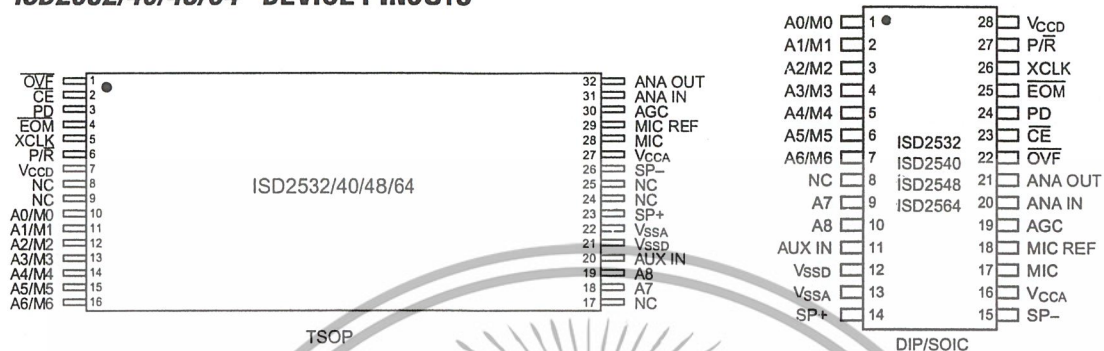 ISD2532/40/48/64 DEVICE PINOUTS
OVF 1
CE 2
PD 3
EOM 4
XCLK 5
P/R 6
VCCD 7
NC 8
NC 9
A0/M0 10
A1/M1 11
A2/M2 12
A3/M3 13
A4/M4 14
A5/M5 15
A6/M6 16
ISD2532/40/48/64
32 ANA OUT
31 ANA IN
30 AGC
29 MIC REF
28 MIC
27 VCCA
26 SP–
25 NC
24 NC
23 SP+
22 VSSA
21 VSSD
20 AUX IN
19 A8
18 A7
17 NC
TSOP
A0/M0 1
A1/M1 2
A2/M2 3
A3/M3 4
A4/M4 5
A5/M5 6
A6/M6 7
NC 8
A7 9
A8 10
AUX IN 11
VSSD 12
VSSA 13
SP+ 14
ISD2532
ISD2540
ISD2548
ISD2564
28 VCCD
27 P/R
26 XCLK
25 EOM
24 PD
23 CE
22 OVF
21 ANA OUT
20 ANA IN
19 AGC
18 MIC REF
17 MIC
16 VCCA
15 SP–
DIP/SOIC